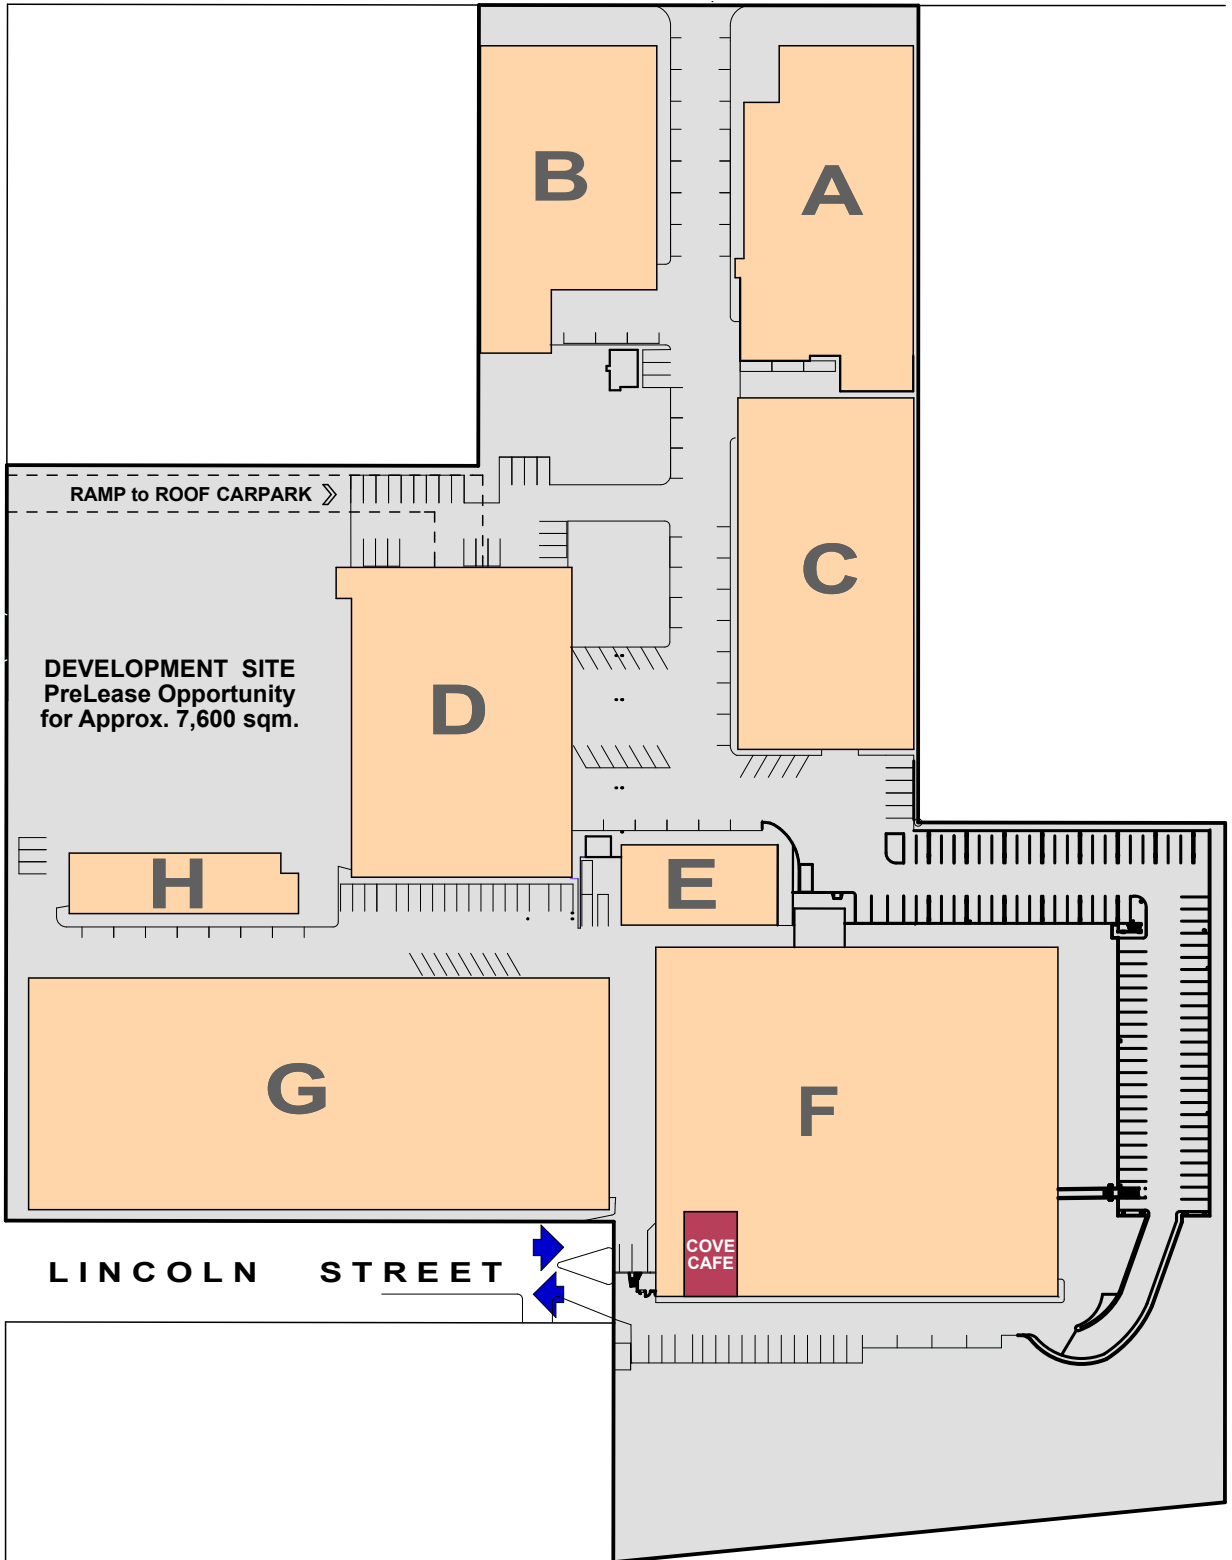 B
A
RAMP to ROOF CARPARK
C
DEVELOPMENT SITE
PreLease Opportunity
for Approx. 7,600 sqm.
D
H
E
G
F
COVE
CAFE
LINCOLN STREET